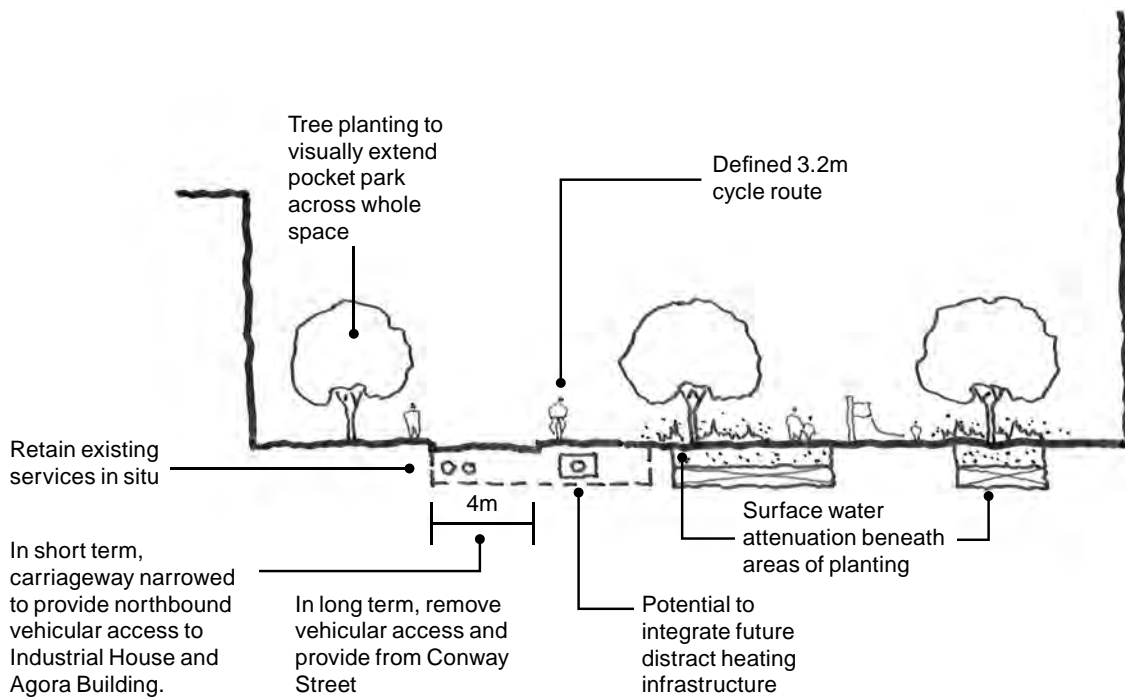 Tree planting to
visually extend
pocket park
across whole
space
Defined 3.2m
cycle route
Retain existing
services in situ
4m
Surface water
attenuation beneath
areas of planting
In short term,
carriageway narrowed
to provide northbound
vehicular access to
Industrial House and
Agora Building.
In long term, remove
vehicular access and
provide from Conway
Street
Potential to
integrate future
distract heating
infrastructure